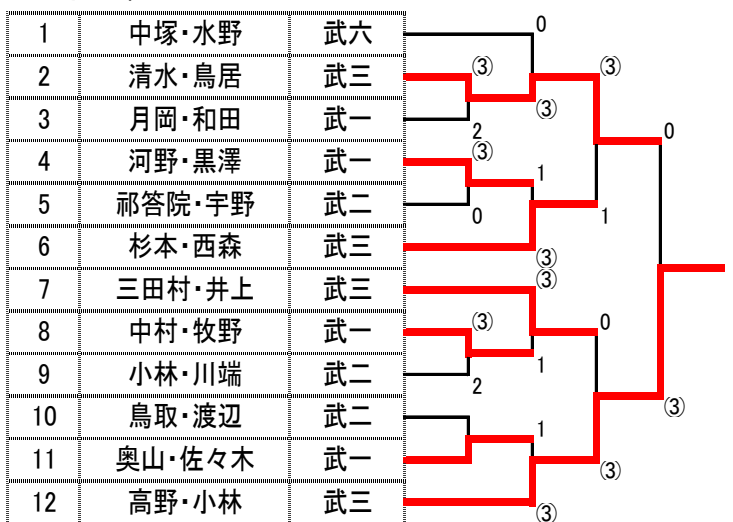 1 中塚・水野 武六 0
2 清水・鳥居 武三 (3) (3)
(3)
3 月岡・和田 武一 2 0
4 河野・黒澤 武一 (3) 1
5 祁答院・宇野 武二 0 1
6 杉本・西森 武三 (3)
7 三田村・井上 武三 (3)
8 中村・牧野 武一 (3) 0
9 小林・川端 武二 2 1
10 鳥取・渡辺 武二 (3)
11 奥山・佐々木 武一 1 (3)
12 高野・小林 武三 (3)